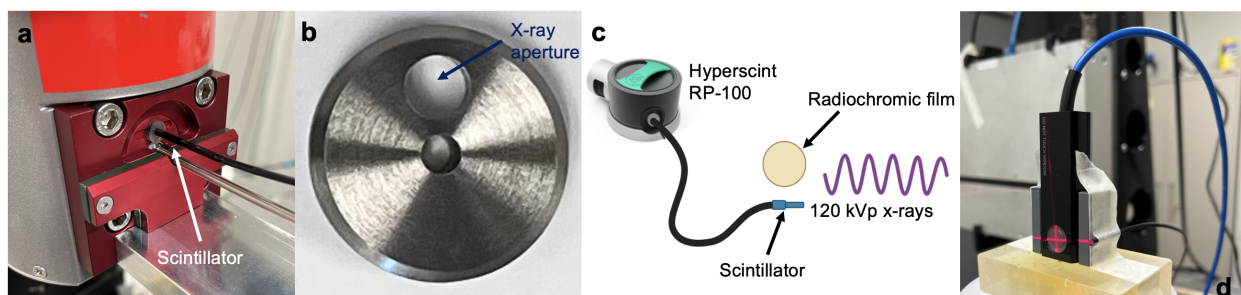 a
Scintillator
b
X-ray
aperture
c
Hyperscint
RP-100
Radiochromic film
120 kVp x-rays
Scintillator
d